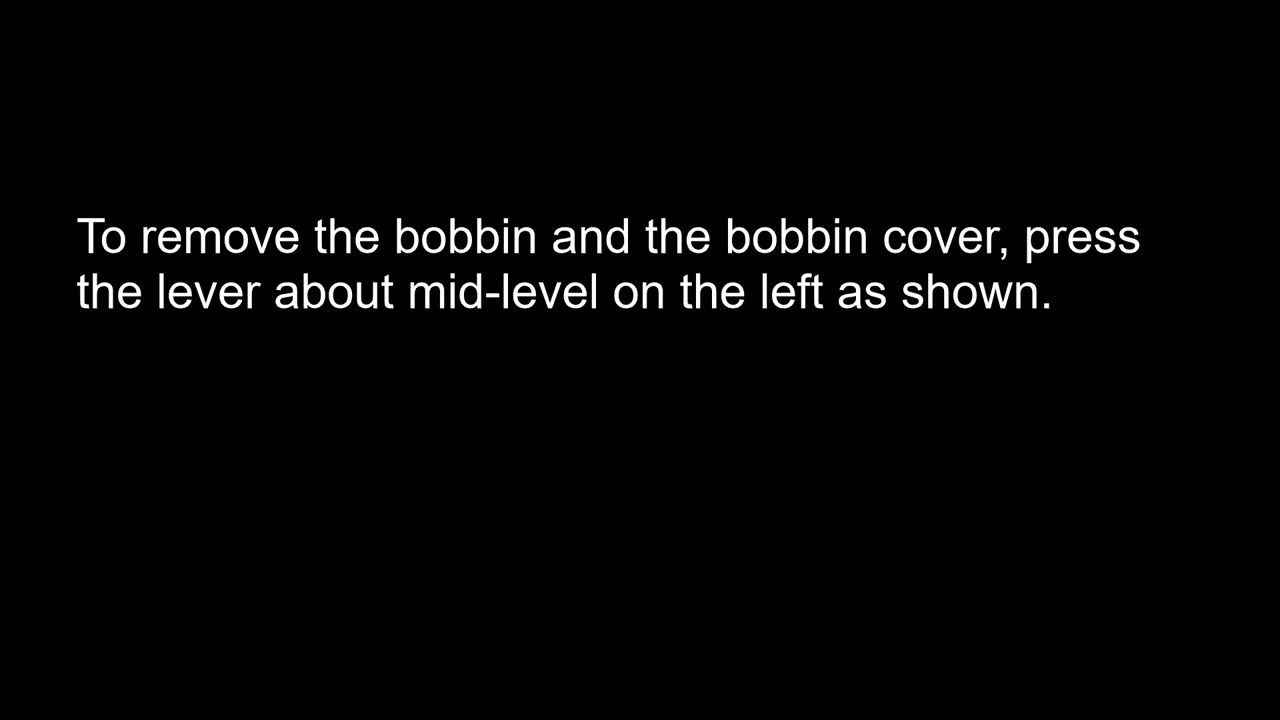 To remove the bobbin and the bobbin cover, press
the lever about mid-level on the left as shown.